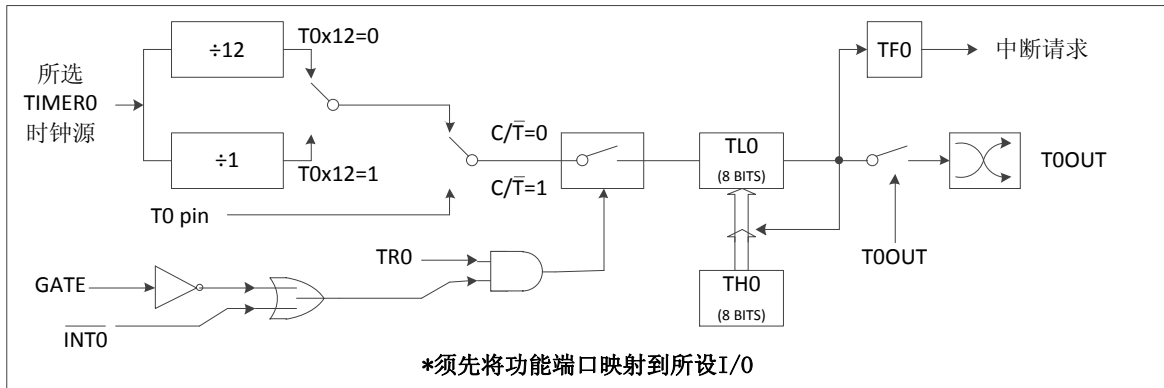 ÷12
T0x12=0
所选
TIMER0
时钟源
÷1
T0x12=1
T0 pin
C/T̅=0
C/T̅=1
TL0
(8 BITS)
TF0
中断请求
T0OUT
T0OUT
TR0
TH0
(8 BITS)
GATE
I̅N̅T̅0̅
*须先将功能端口映射到所设I/O